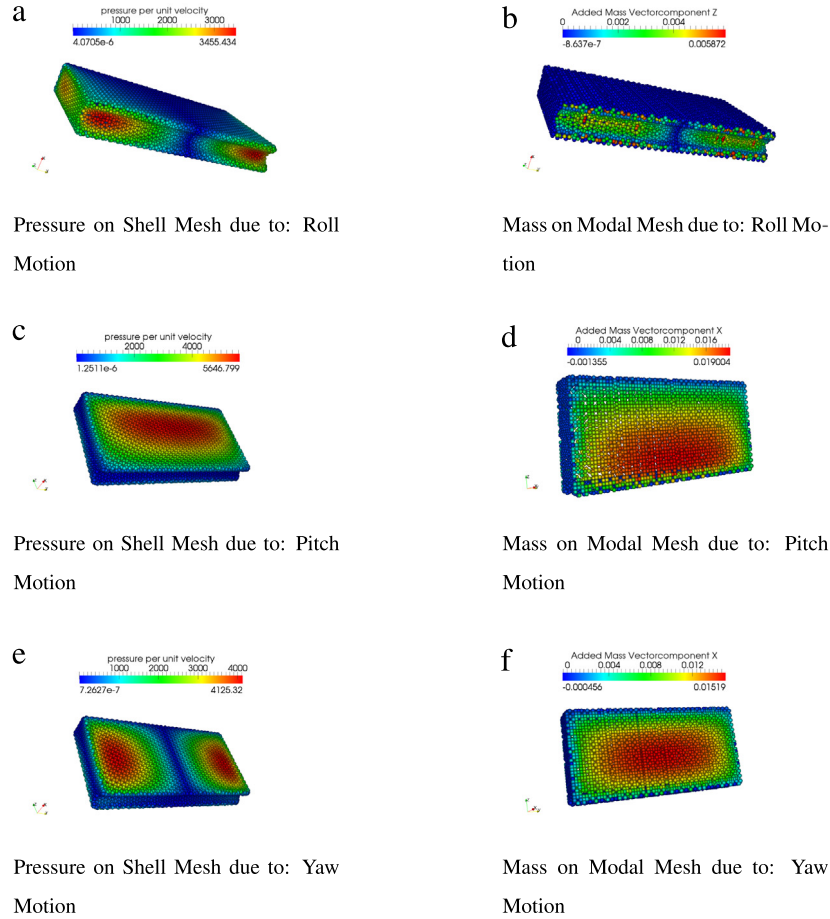 a
pressure per unit velocity
1000 2000 3000
4.0705e-6 3455.434
Pressure on Shell Mesh due to: Roll
Motion
b
Added Mass Vectorcomponent Z
0 0.002 0.004
-8.637e-7 0.005872
Mass on Modal Mesh due to: Roll Mo-
tion
c
pressure per unit velocity
2000 4000
1.2511e-6 5646.799
Pressure on Shell Mesh due to: Pitch
Motion
d
Added Mass Vectorcomponent X
0 0.004 0.008 0.012 0.016
-0.001355 0.019004
Mass on Modal Mesh due to: Pitch
Motion
e
pressure per unit velocity
1000 2000 3000 4000
7.2627e-7 4125.32
Pressure on Shell Mesh due to: Yaw
Motion
f
Added Mass Vectorcomponent X
0 0.004 0.008 0.012
-0.000456 0.01519
Mass on Modal Mesh due to: Yaw
Motion